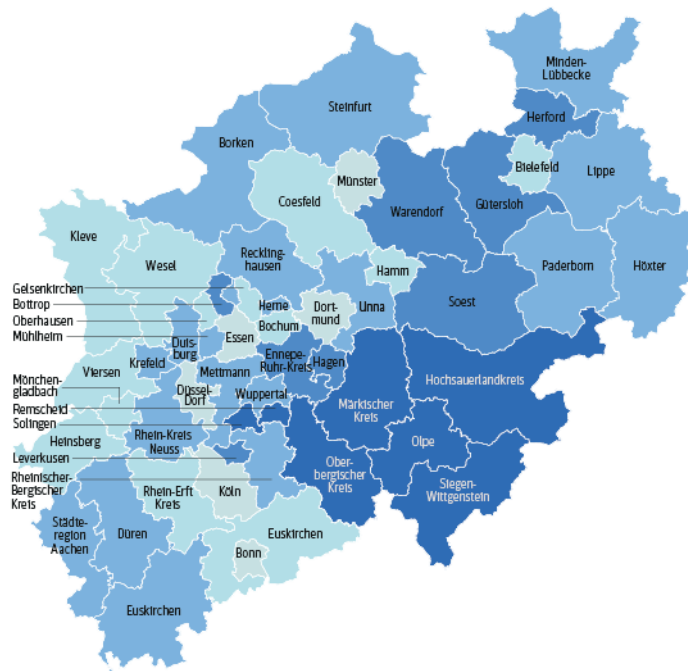 Minden-
Lübbecke
Steinfurt
Herford
Borken
Bielefeld
Lippe
Münster
Coesfeld
Gütersloh
Warendorf
Kleve
Reckling-
hausen
Wesel
Hamm
Paderborn
Höxter
Gelsenkirchen
Bottrop
Oberhausen
Mühlheim
Herne
Dort-
mund
Unna
Soest
Bochum
Essen
Duis-
burg
Ennepe-
Ruhr-Kreis
Hagen
Krefeld
Mettmann
Viersen
Hochsauerlandkreis
Mönchen-
gladbach
Düssel-
Dorf
Wuppertal
Märkischer
Kreis
Remscheid
Solingen
Heinsberg
Rhein-Kreis
Neuss
Olpe
Leverkusen
Ober-
bergischer
Kreis
Rheinischer-
Bergischer
Kreis
Rhein-Erft
Kreis
Köln
Siegen-
Wittgenstein
Städte-
region
Aachen
Düren
Euskirchen
Bonn
Euskirchen